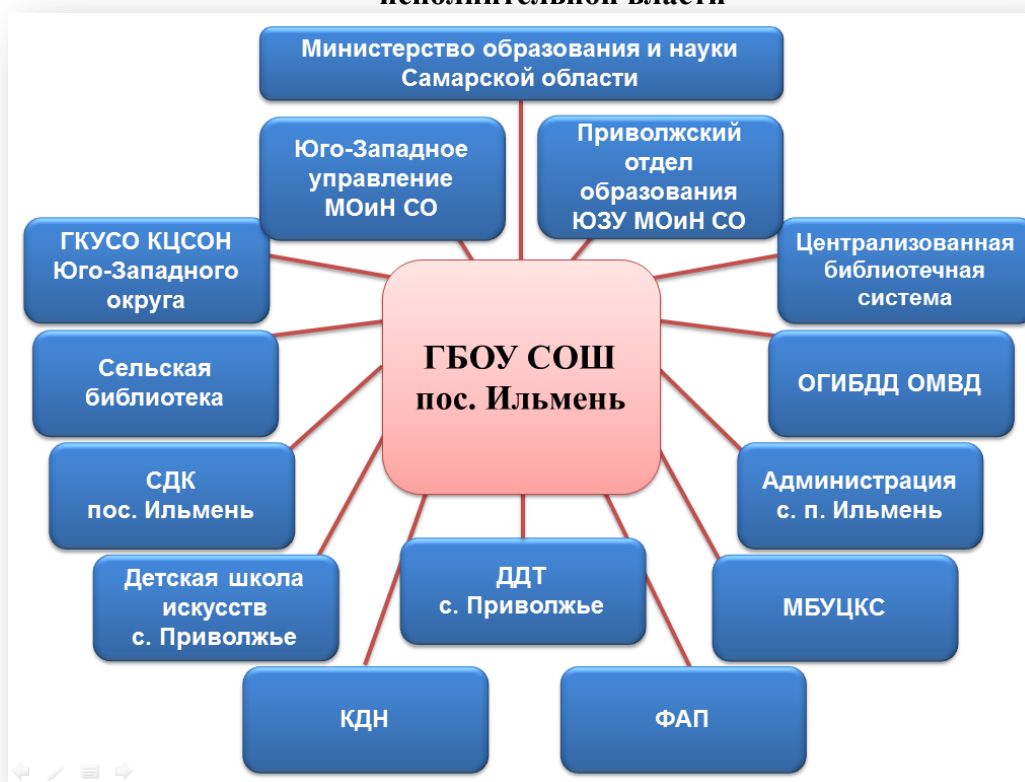 исполнительной власти
Министерство образования и науки
Самарской области
Юго-Западное
управление
МОиН СО
Приволжский
отдел
образования
ЮЗУ МОиН СО
ГКУСО КЦСОН
Юго-Западного
округа
Централизованная
библиотечная
система
ГБОУ СОШ
пос. Ильмень
Сельская
библиотека
ОГИБДД ОМВД
СДК
пос. Ильмень
Администрация
с. п. Ильмень
Детская школа
искусств
с. Приволжье
ДДТ
с. Приволжье
МБУЦКС
КДН
ФАП